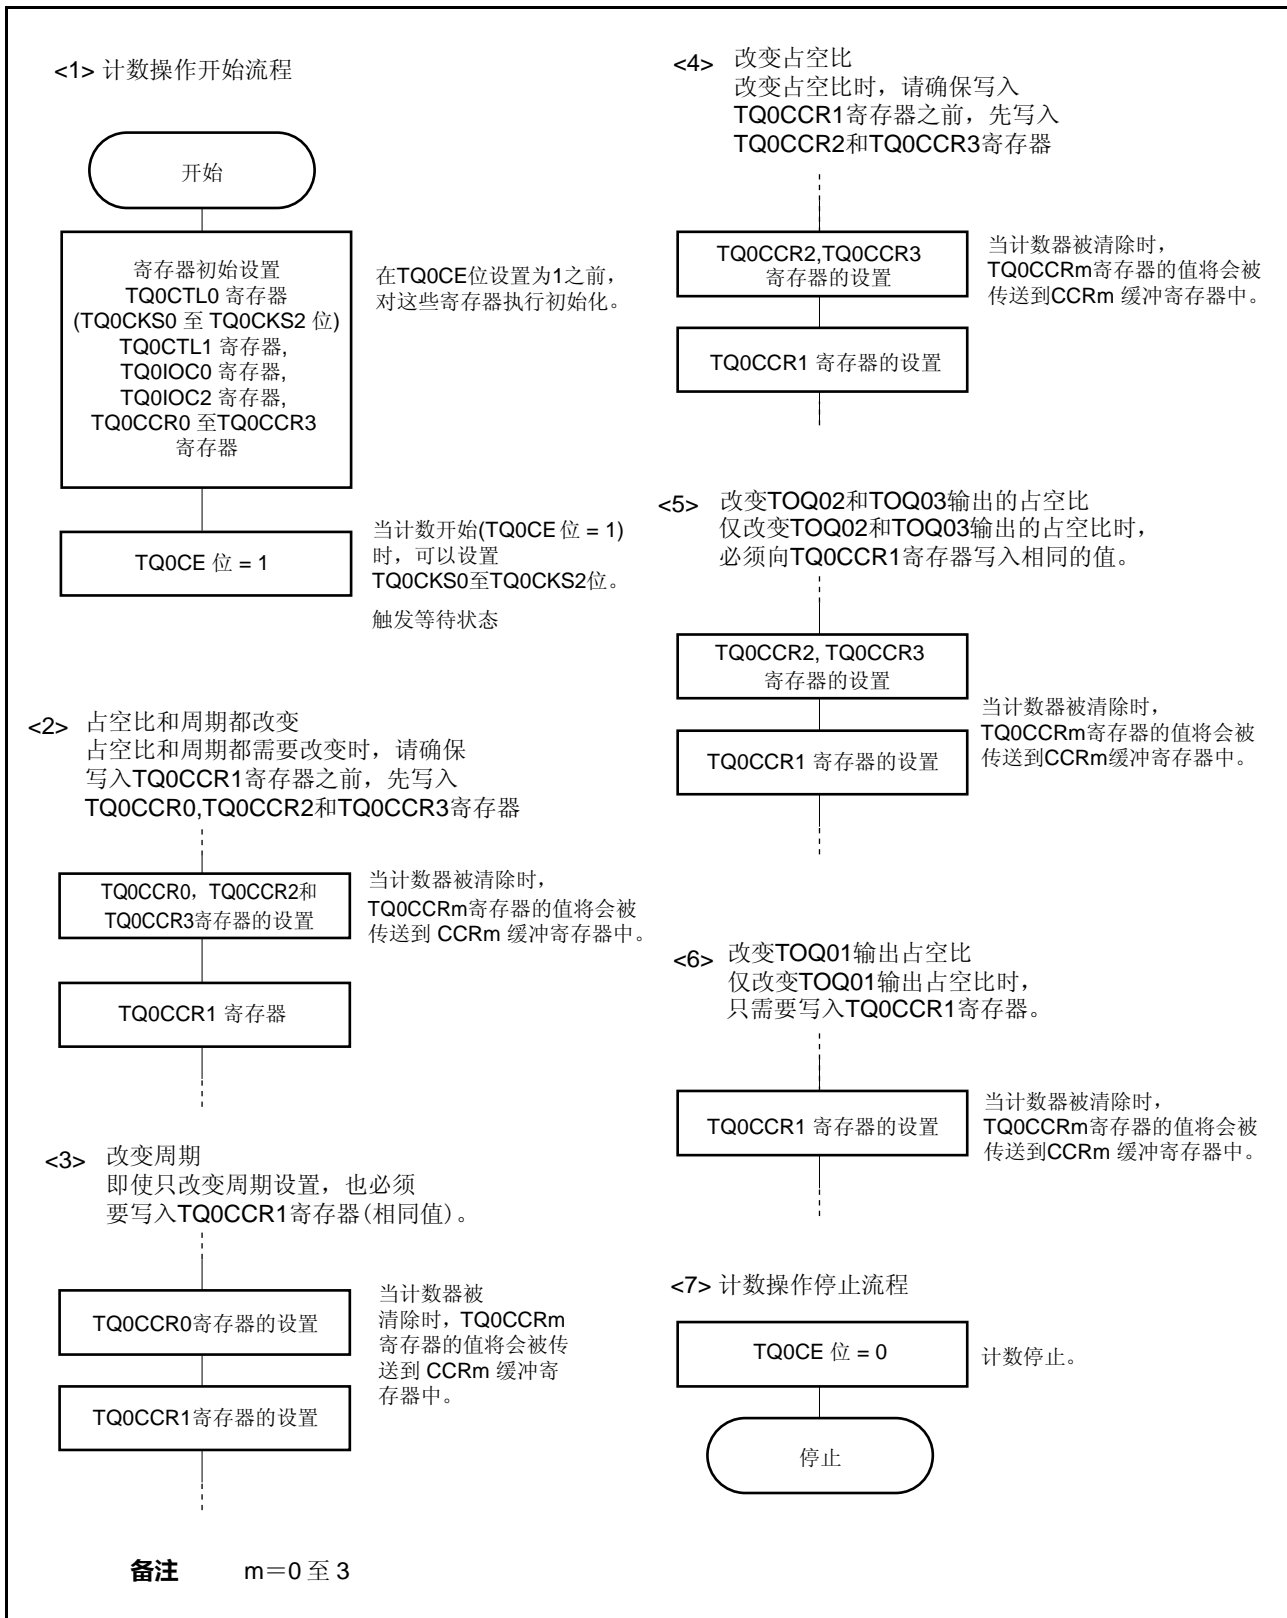 <1> 计数操作开始流程
开始
寄存器初始设置
TQ0CTL0 寄存器
(TQ0CKS0 至 TQ0CKS2 位)
TQ0CTL1 寄存器,
TQ0IOC0 寄存器,
TQ0IOC2 寄存器,
TQ0CCR0 至TQ0CCR3
寄存器
在TQ0CE位设置为1之前，
对这些寄存器执行初始化。
TQ0CE 位 = 1
当计数开始(TQ0CE 位 = 1)
时，可以设置
TQ0CKS0至TQ0CKS2位。
触发等待状态
<2> 占空比和周期都改变
占空比和周期都需要改变时，请确保
写入TQ0CCR1寄存器之前，先写入
TQ0CCR0,TQ0CCR2和TQ0CCR3寄存器
TQ0CCR0，TQ0CCR2和
TQ0CCR3寄存器的设置
当计数器被清除时，
TQ0CCRm寄存器的值将会被
传送到 CCRm 缓冲寄存器中。
TQ0CCR1 寄存器
<3> 改变周期
即使只改变周期设置，也必须
要写入TQ0CCR1寄存器(相同值)。
TQ0CCR0寄存器的设置
当计数器被
清除时，TQ0CCRm
寄存器的值将会被传
送到 CCRm 缓冲寄
存器中。
TQ0CCR1寄存器的设置
<4> 改变占空比
改变占空比时，请确保写入
TQ0CCR1寄存器之前，先写入
TQ0CCR2和TQ0CCR3寄存器
TQ0CCR2,TQ0CCR3
寄存器的设置
当计数器被清除时，
TQ0CCRm寄存器的值将会被
传送到CCRm 缓冲寄存器中。
TQ0CCR1 寄存器的设置
<5> 改变TOQ02和TOQ03输出的占空比
仅改变TOQ02和TOQ03输出的占空比时，
必须向TQ0CCR1寄存器写入相同的值。
TQ0CCR2, TQ0CCR3
寄存器的设置
当计数器被清除时，
TQ0CCRm寄存器的值将会被
传送到CCRm缓冲寄存器中。
TQ0CCR1 寄存器的设置
<6> 改变TOQ01输出占空比
仅改变TOQ01输出占空比时，
只需要写入TQ0CCR1寄存器。
TQ0CCR1 寄存器的设置
当计数器被清除时，
TQ0CCRm寄存器的值将会被
传送到CCRm 缓冲寄存器中。
<7> 计数操作停止流程
TQ0CE 位 = 0
计数停止。
停止
备注 m＝0 至 3